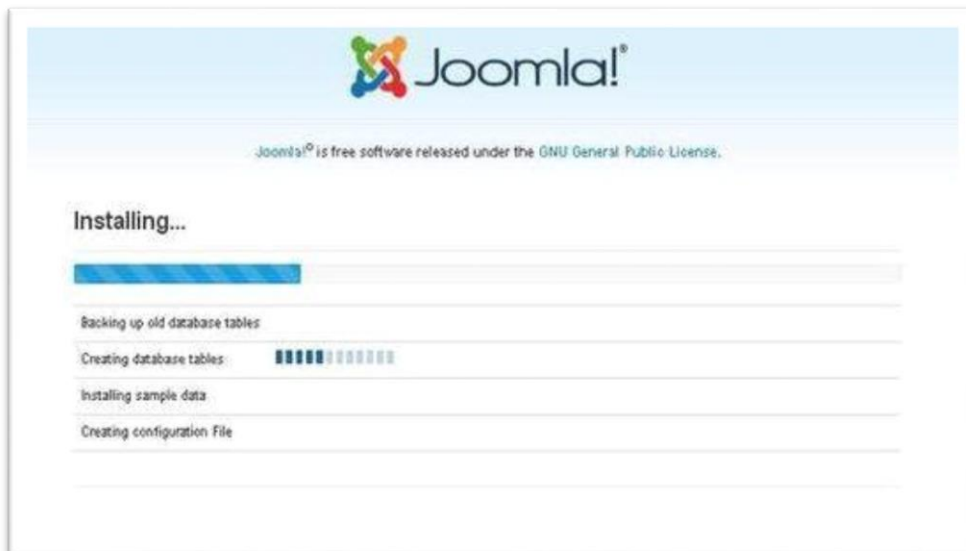 Joomla!®
Joomla!® is free software released under the GNU General Public License.
Installing...
Backing up old database tables
Creating database tables
Installing sample data
Creating configuration File